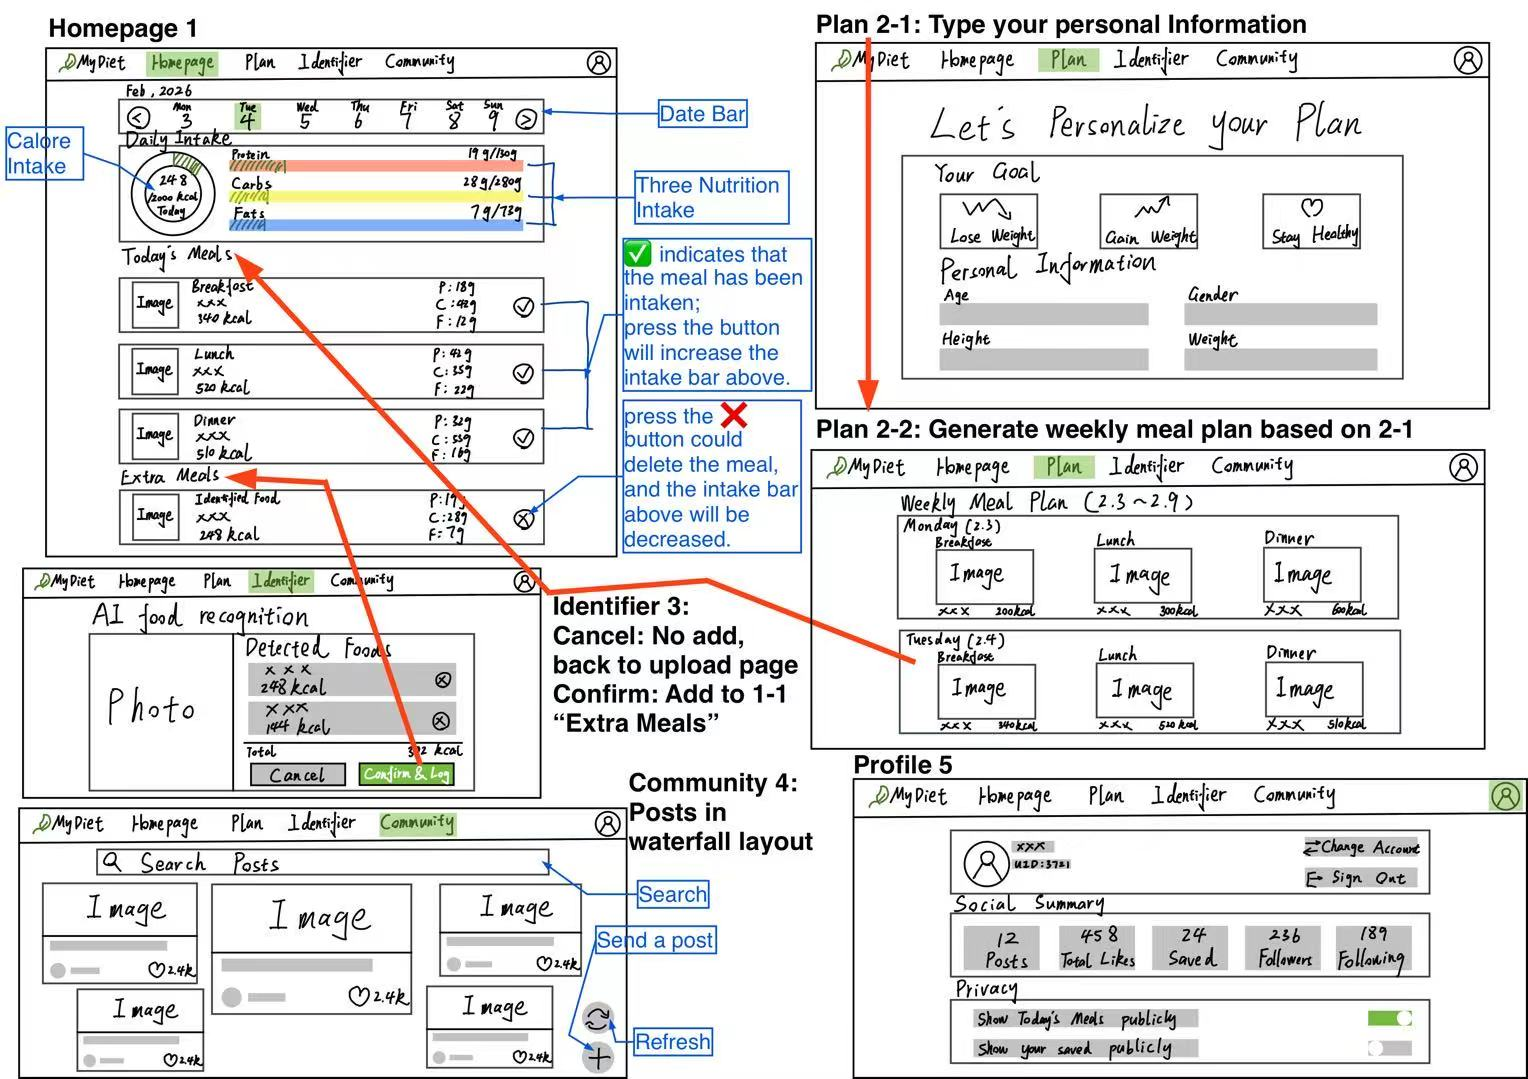 Homepage 1
MyDiet Homepage Plan Identifier Community
Feb, 2026
Mon Tue Wed Thu Fri Sat Sun
< 3 4 5 6 7 8 9 >
Date Bar
Calore
Intake
Daily Intake
248
/2000 kcal
Today
Protein 19g/130g
Carbs 28g/280g
Fats 7g/73g
Three Nutrition
Intake
Today's Meals
Image
Breakfast
xxx
340 kcal
P: 18g
C: 42g
F: 12g
Image
Lunch
xxx
520 kcal
P: 42g
C: 35g
F: 22g
Image
Dinner
xxx
510 kcal
P: 32g
C: 55g
F: 16g
✅ indicates that
the meal has been
intaken;
press the button
will increase the
intake bar above.
press the ❌
button could
delete the meal,
and the intake bar
above will be
decreased.
Extra Meals
Image
Identified Food
xxx
248 kcal
P: 19g
C: 28g
F: 7g
MyDiet Homepage Plan Identifier Community
AI food recognition
Photo
Detected Foods
x x x
248 kcal
x xx
144 kcal
Total 392 kcal
Cancel Confirm & Log
Identifier 3:
Cancel: No add,
back to upload page
Confirm: Add to 1-1
“Extra Meals”
Community 4:
Posts in
waterfall layout
MyDiet Homepage Plan Identifier Community
Search Posts
Search
Image
2.4k
Image
2.4k
Image
2.4k
Image
2.4k
Image
2.4k
Send a post
Refresh
Plan 2-1: Type your personal Information
MyDiet Homepage Plan Identifier Community
Let's Personalize your Plan
Your Goal
Lose Weight
Gain Weight
Stay Healthy
Personal Information
Age Gender
Height Weight
Plan 2-2: Generate weekly meal plan based on 2-1
MyDiet Homepage Plan Identifier Community
Weekly Meal Plan (2.3~2.9)
Monday (2.3)
Breakfast Lunch Dinner
Image Image Image
xxx 200kcal xxx 300kcal xxx 600kcal
Tuesday (2.4)
Breakfast Lunch Dinner
Image Image Image
xxx 340kcal xxx 520kcal xxx 510kcal
Profile 5
MyDiet Homepage Plan Identifier Community
xxx
UID:3721
Change Account
Sign Out
Social Summary
12 458 24 236 189
Posts Total Likes Saved Followers Following
Privacy
Show Today's Meals publicly
Show your saved publicly